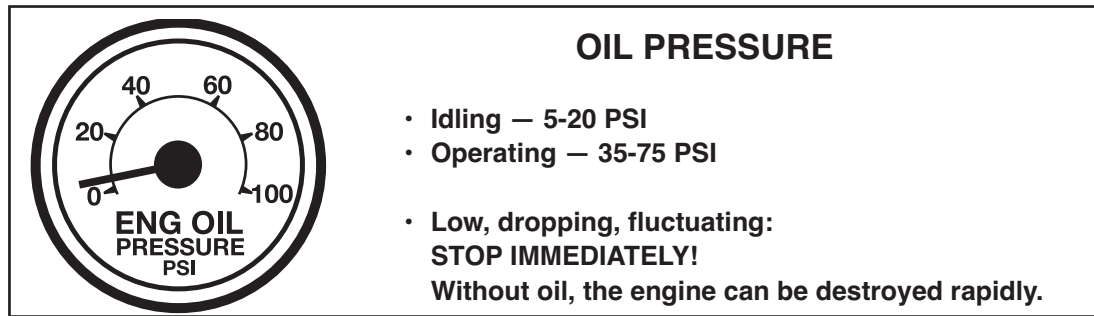 OIL PRESSURE
40 60
20 80
0 100
ENG OIL
PRESSURE
PSI
· Idling — 5-20 PSI
· Operating — 35-75 PSI
· Low, dropping, fluctuating:
STOP IMMEDIATELY!
Without oil, the engine can be destroyed rapidly.